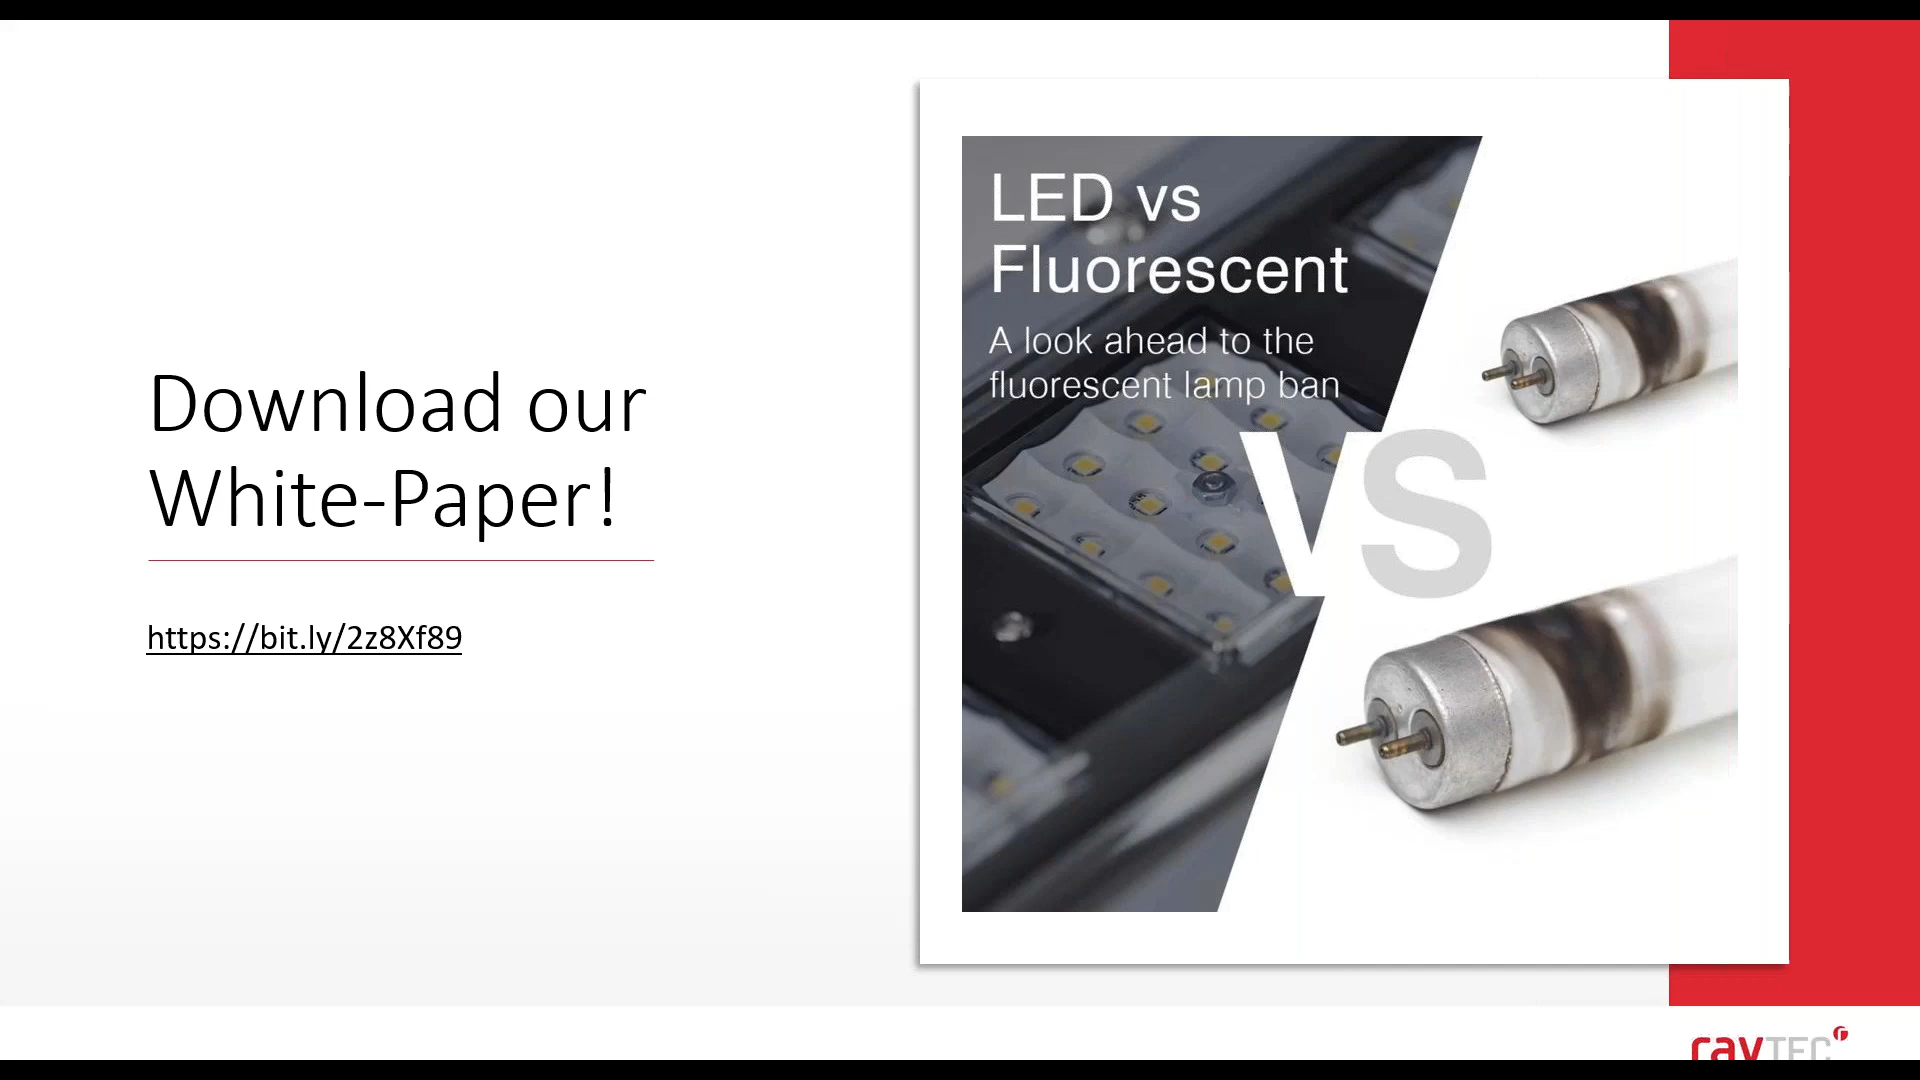 Download our
White-Paper!
https://bit.ly/2z8Xf89
LED vs
Fluorescent
A look ahead to the
fluorescent lamp ban
VS